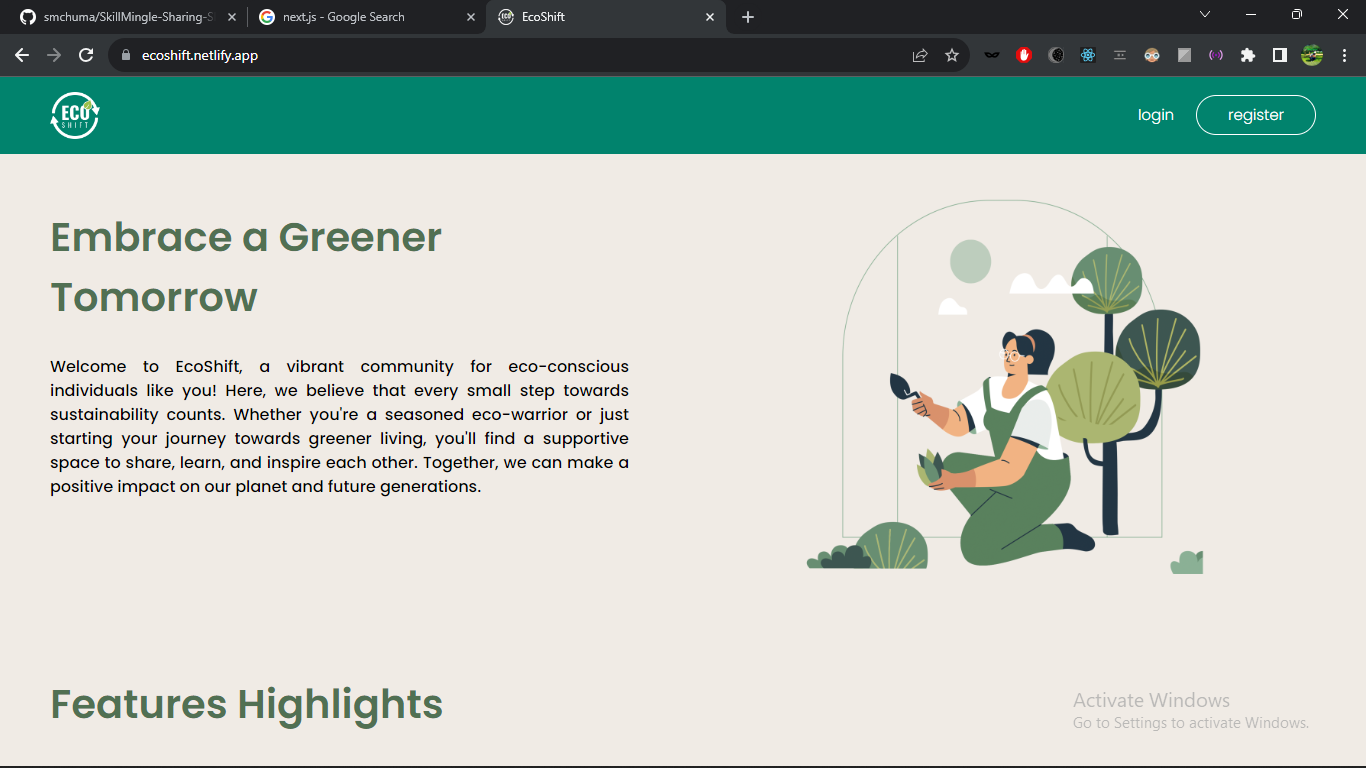 smchuma/SkillMingle-Sharing-S
next.js - Google Search
EcoShift
ecoshift.netlify.app
ECO
SHIFT
login
register
Embrace a Greener
Tomorrow
Welcome to EcoShift, a vibrant community for eco-conscious
individuals like you! Here, we believe that every small step towards
sustainability counts. Whether you're a seasoned eco-warrior or just
starting your journey towards greener living, you'll find a supportive
space to share, learn, and inspire each other. Together, we can make a
positive impact on our planet and future generations.
Features Highlights
Activate Windows
Go to Settings to activate Windows.